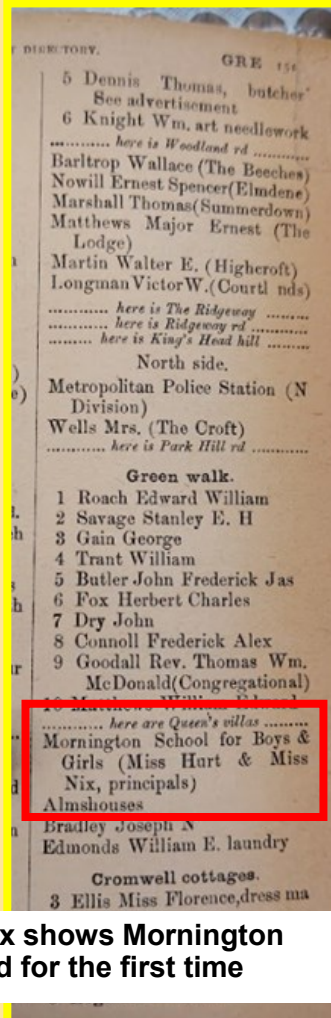 DIRECTORY.
GRE 151
5 Dennis Thomas, butcher
See advertisement
6 Knight Wm. art needlework
............ here is Woodland rd ............
Barltrop Wallace (The Beeches)
Nowill Ernest Spencer(Elmdene)
Marshall Thomas(Summerdown)
Matthews Major Ernest (The
Lodge)
Martin Walter E. (Highcroft)
Longman Victor W.(Courtl nds)
............ here is The Ridgeway .........
............ here is Ridgeway rd ............
......... here is King's Head hill .........
North side.
Metropolitan Police Station (N
Division)
Wells Mrs. (The Croft)
............ here is Park Hill rd ............
Green walk.
1 Roach Edward William
2 Savage Stanley E. H
3 Gain George
4 Trant William
5 Butler John Frederick Jas
6 Fox Herbert Charles
7 Dry John
8 Connoll Frederick Alex
9 Goodall Rev. Thomas Wm.
McDonald(Congregational)
10 Matthews William Edward
............ here are Queen's villas .........
Mornington School for Boys &
Girls (Miss Hurt & Miss
Nix, principals)
Almshouses
Bradley Joseph N
Edmonds William E. laundry
Cromwell cottages.
3 Ellis Miss Florence,dress ma
x shows Mornington
d for the first time